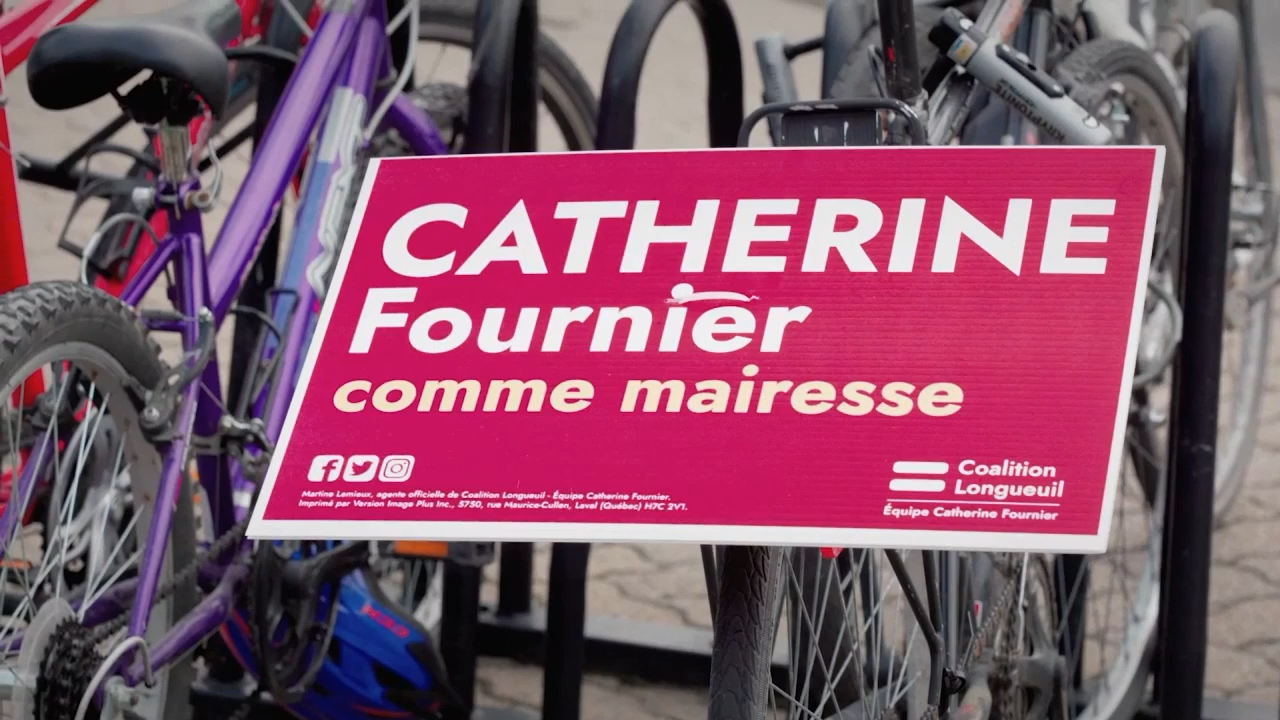 CATHERINE
Fournier
comme mairesse
Martine Lemieux, agente officielle de Coalition Longueuil - Équipe Catherine Fournier.
Imprimé par Version Image Plus Inc., 5750, rue Maurice-Cullen, Laval (Québec) H7C 2V1.
Coalition
Longueuil
Équipe Catherine Fournier